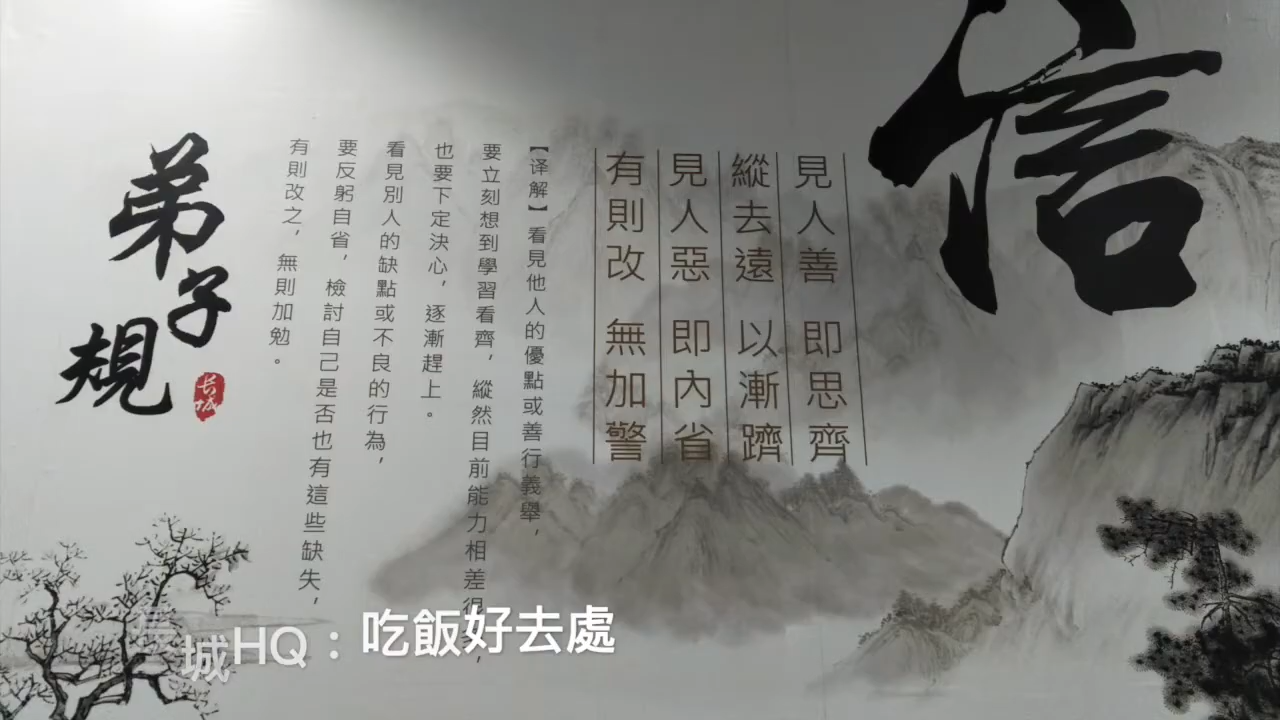 信
見人善 即思齊
縱去遠 以漸躋
見人惡 即內省
有則改 無加警
【译解】看見他人的優點或善行義舉，
要立刻想到學習看齊，縱然目前能力相差很，
也要下定決心，逐漸趕上。
看見別人的缺點或不良的行為，
要反躬自省，檢討自己是否也有這些缺失，
有則改之，無則加勉。
弟子規
长城
長城HQ：吃飯好去處